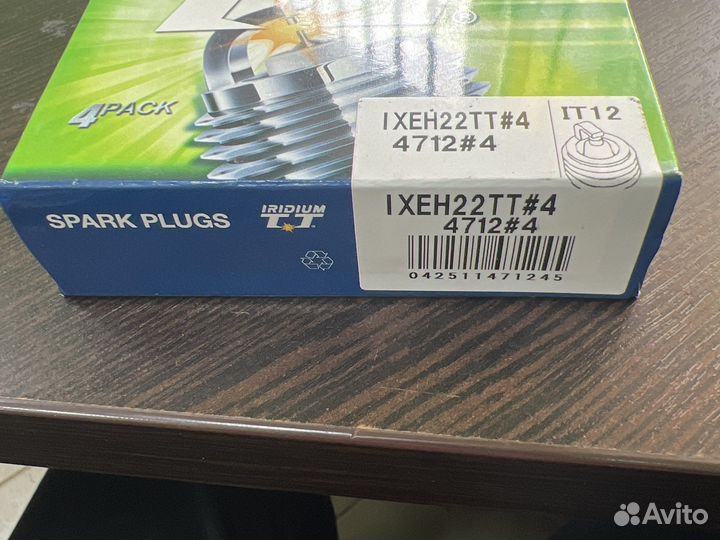 ®
4PACK
IXEH22TT#4
4712#4
IT12
SPARK PLUGS
IRIDIUM
TT
IXEH22TT#4
4712#4
042511471245
Avito